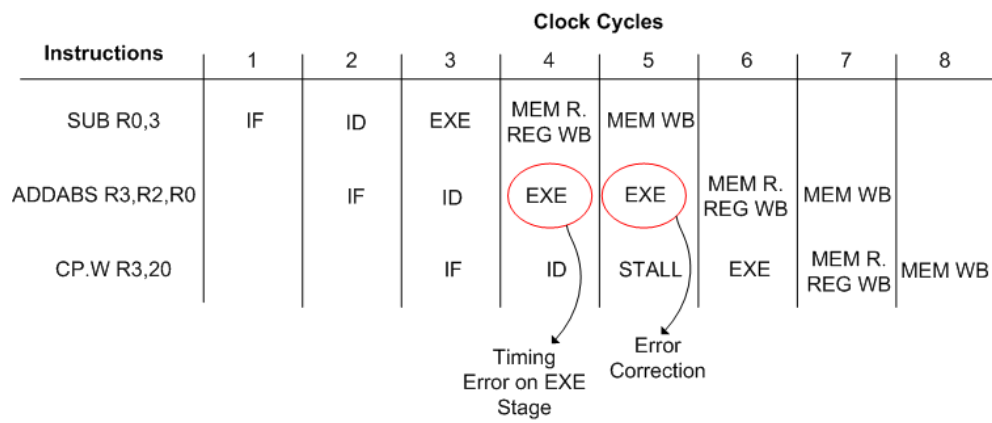 Clock Cycles
Instructions 1 2 3 4 5 6 7 8
SUB R0,3 IF ID EXE MEM R. REG WB MEM WB
ADDABS R3,R2,R0 IF ID EXE EXE MEM R. REG WB MEM WB
CP.W R3,20 IF ID STALL EXE MEM R. REG WB MEM WB
Timing
Error on EXE
Stage
Error
Correction